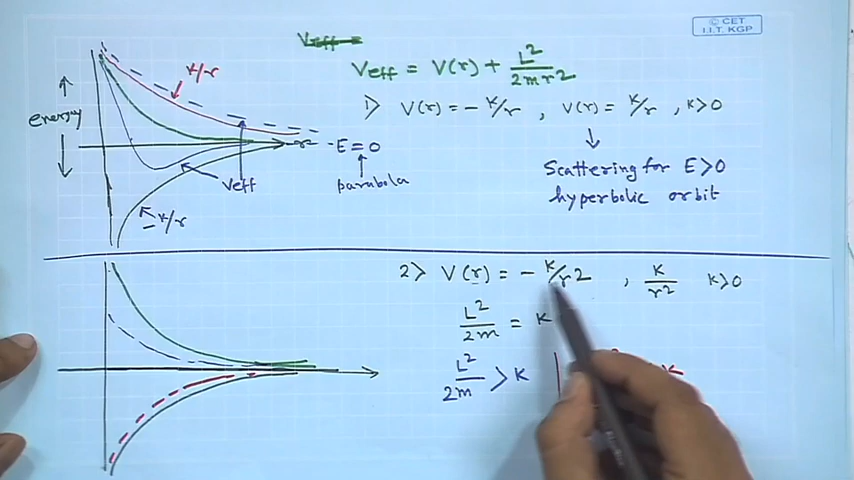 © CET
I.I.T. KGP
Veff =
Veff = V(r) + L²/2mr²
1> V(r) = - k/r , V(r) = k/r , k>0
Scattering for E>0
hyperbolic orbit
energy
k/r
r
E = 0
parabola
Veff
- k/r
2> V(r) = - k/r2 , k/r² k>0
L²/2m = k
L²/2m > k
k